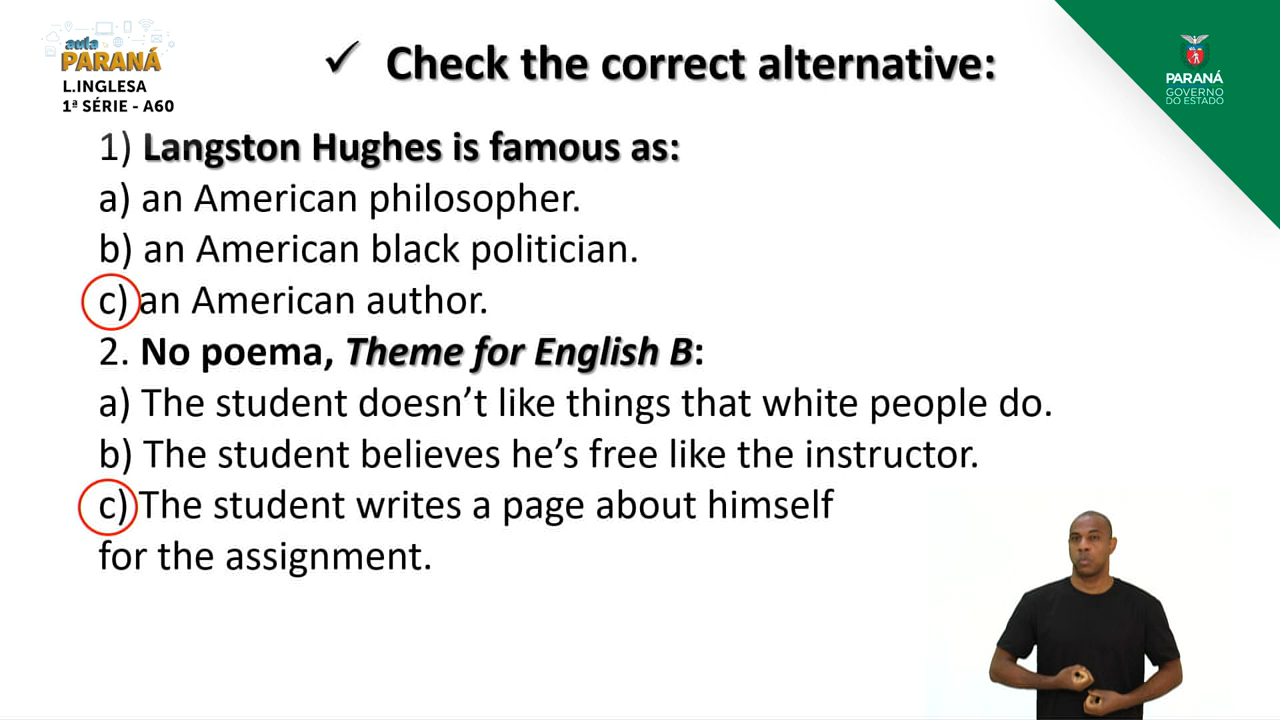 aula
PARANÁ
L.INGLESA
1ª SÉRIE - A60
✓ Check the correct alternative:
PARANÁ
GOVERNO
DO ESTADO
1) Langston Hughes is famous as:
a) an American philosopher.
b) an American black politician.
c) an American author.
2. No poema, Theme for English B:
a) The student doesn’t like things that white people do.
b) The student believes he’s free like the instructor.
c) The student writes a page about himself
for the assignment.